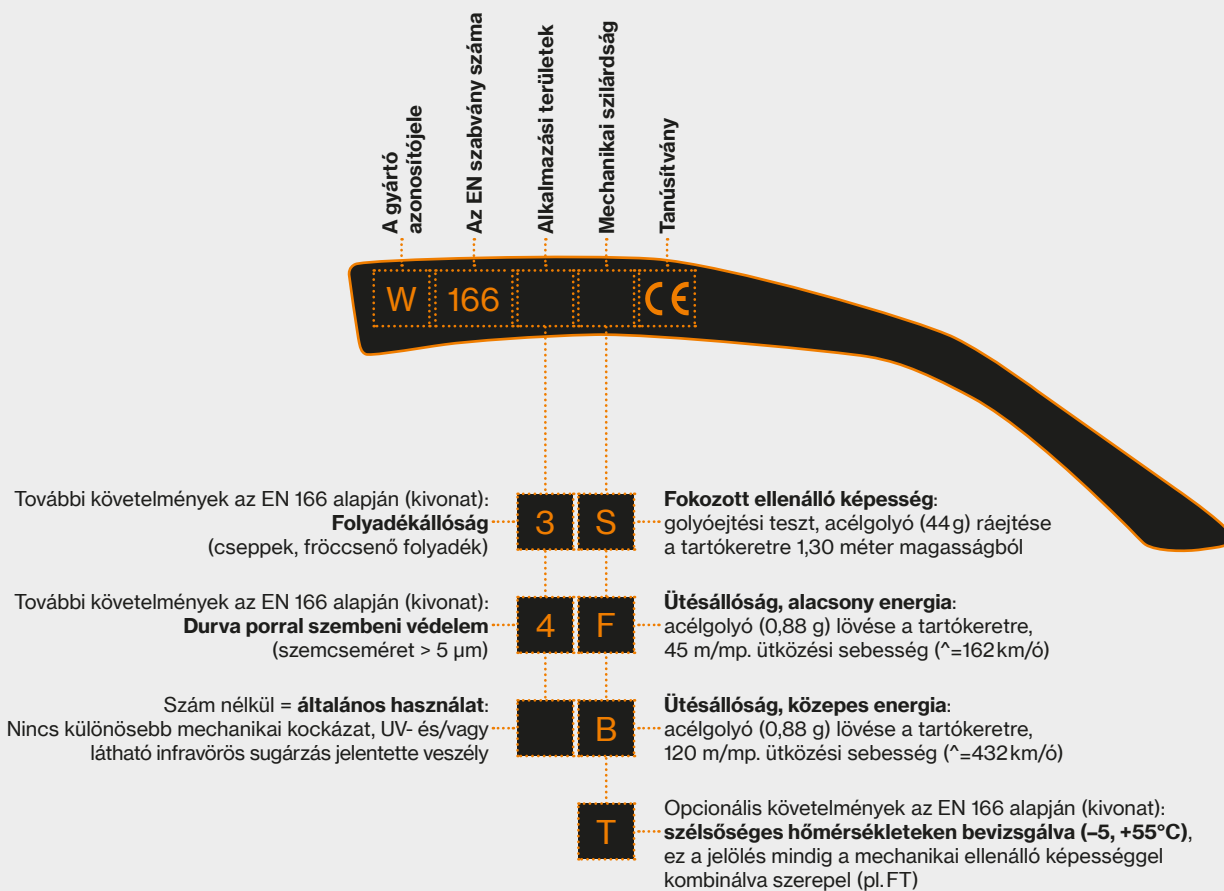 A gyártó
azonosítójele
Az EN szabvány száma
Alkalmazási területek
Mechanikai szilárdság
Tanúsítvány
W 166 CE
További követelmények az EN 166 alapján (kivonat):
Folyadékállóság
(cseppek, fröccsenő folyadék)
3 S
Fokozott ellenálló képesség:
golyóejtési teszt, acélgolyó (44 g) ráejtése
a tartókeretre 1,30 méter magasságból
További követelmények az EN 166 alapján (kivonat):
Durva porral szembeni védelem
(szemcseméret > 5 μm)
4 F
Ütésállóság, alacsony energia:
acélgolyó (0,88 g) lövése a tartókeretre,
45 m/mp. ütközési sebesség (^=162 km/ó)
Szám nélkül = általános használat:
Nincs különösebb mechanikai kockázat, UV- és/vagy
látható infravörös sugárzás jelentette veszély
B
Ütésállóság, közepes energia:
acélgolyó (0,88 g) lövése a tartókeretre,
120 m/mp. ütközési sebesség (^=432 km/ó)
T
Opcionális követelmények az EN 166 alapján (kivonat):
szélsőséges hőmérsékleteken bevizsgálva (–5, +55°C),
ez a jelölés mindig a mechanikai ellenálló képességgel
kombinálva szerepel (pl. FT)